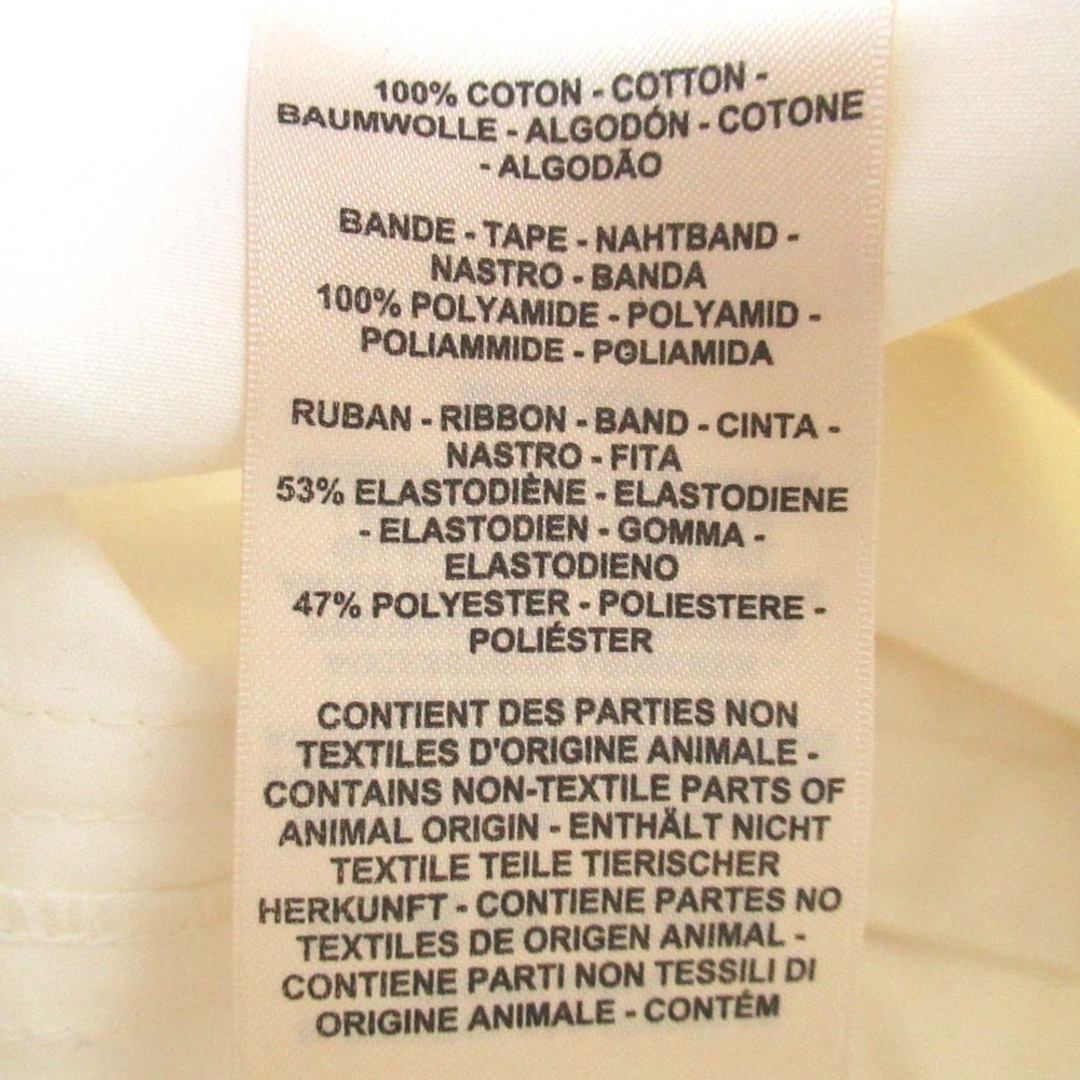 100% COTON - COTTON -
BAUMWOLLE - ALGODÓN - COTONE
- ALGODÃO
BANDE - TAPE - NAHTBAND -
NASTRO - BANDA
100% POLYAMIDE - POLYAMID -
POLIAMMIDE - POLIAMIDA
RUBAN - RIBBON - BAND - CINTA -
NASTRO - FITA
53% ELASTODIÈNE - ELASTODIENE
- ELASTODIEN - GOMMA -
ELASTODIENO
47% POLYESTER - POLIESTERE -
POLIÉSTER
CONTIENT DES PARTIES NON
TEXTILES D'ORIGINE ANIMALE -
CONTAINS NON-TEXTILE PARTS OF
ANIMAL ORIGIN - ENTHÄLT NICHT
TEXTILE TEILE TIERISCHER
HERKUNFT - CONTIENE PARTES NO
TEXTILES DE ORIGEN ANIMAL -
CONTIENE PARTI NON TESSILI DI
ORIGINE ANIMALE - CONTÉM